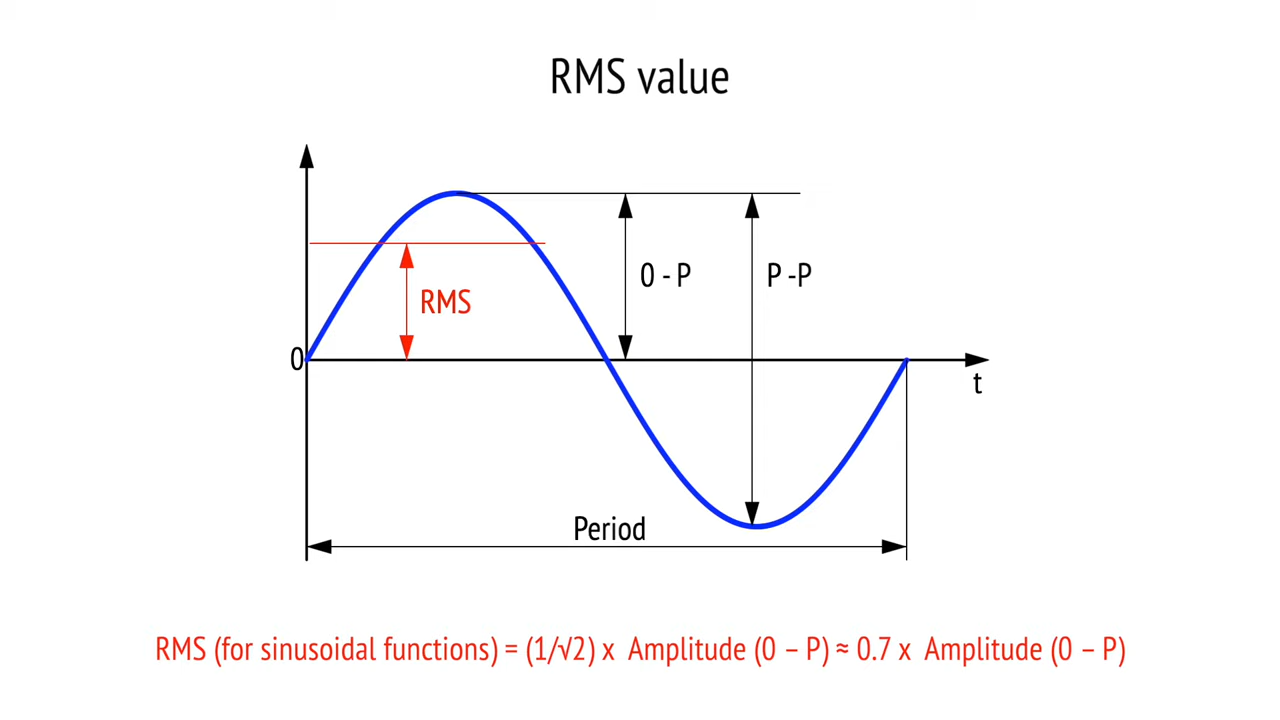 RMS value
0 - P
P -P
RMS
0
t
Period
RMS (for sinusoidal functions) = (1/√2) x Amplitude (0 – P) ≈ 0.7 x Amplitude (0 – P)